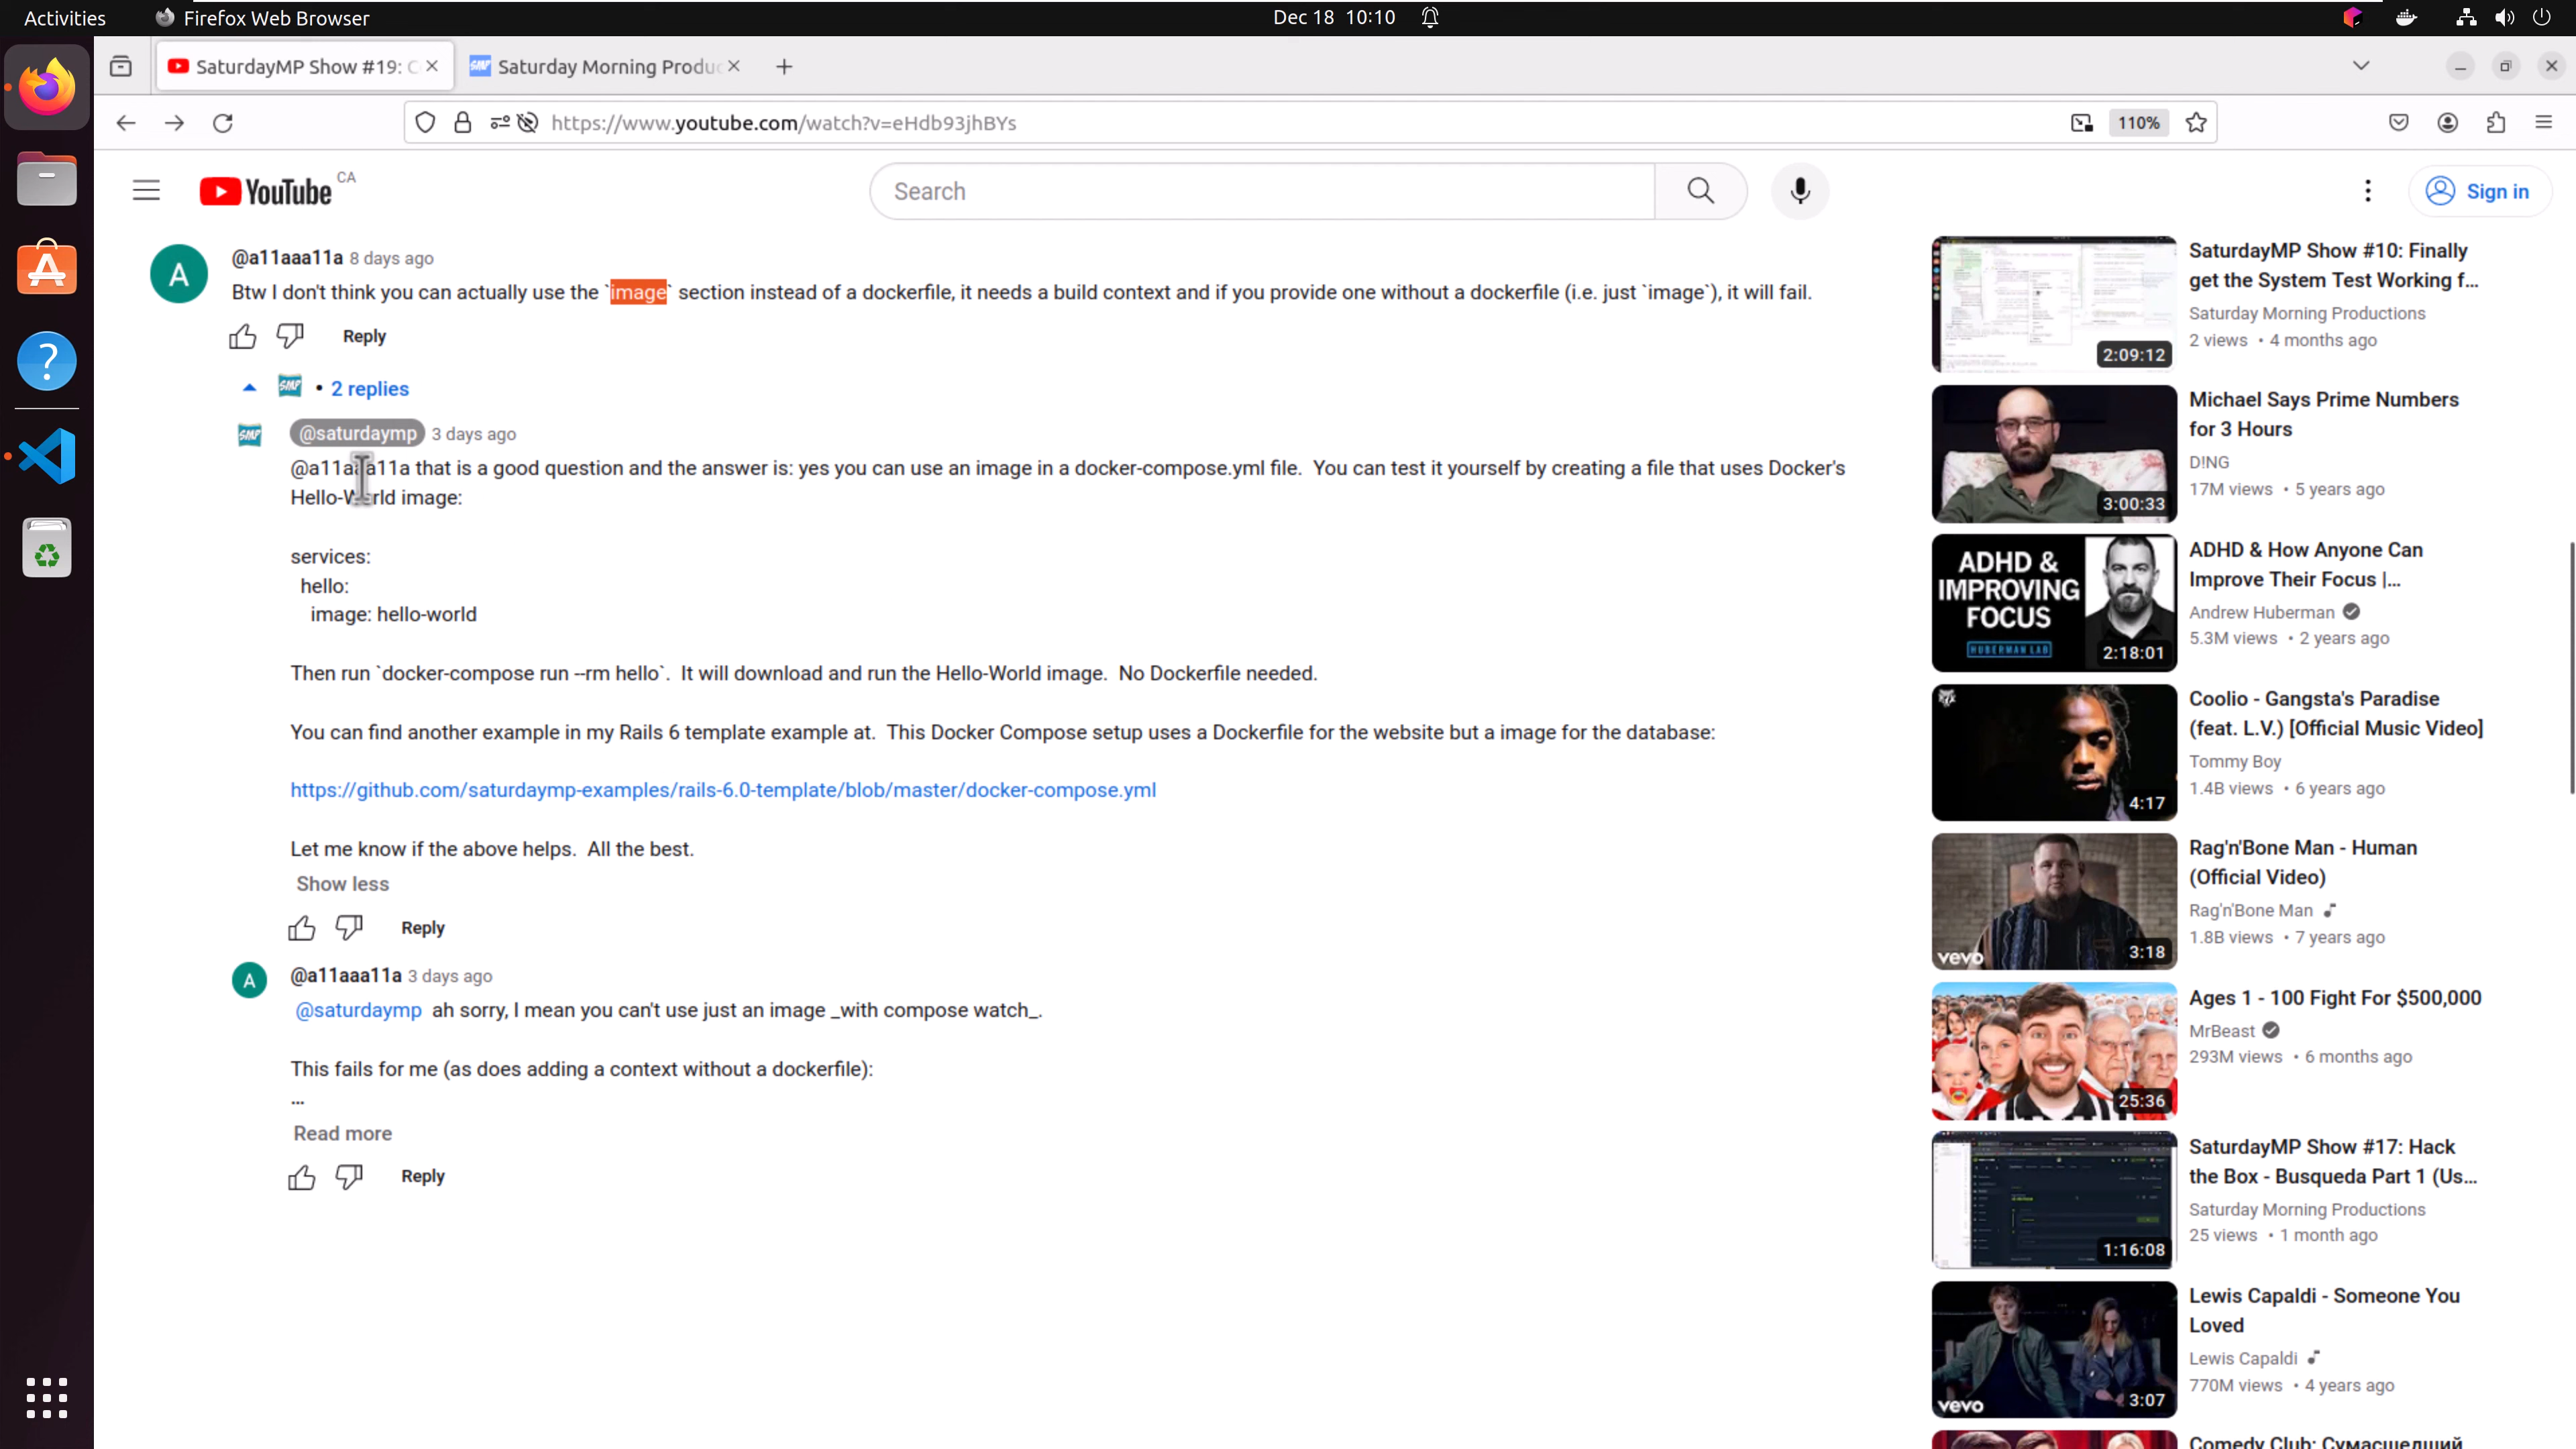 Activities
Firefox Web Browser
Dec 18 10:10
SaturdayMP Show #19: C
SMP Saturday Morning Produc
https://www.youtube.com/watch?v=eHdb93jhBYs
110%
YouTube CA
Search
Sign in
A
@a11aaa11a 8 days ago
Btw I don't think you can actually use the `image` section instead of a dockerfile, it needs a build context and if you provide one without a dockerfile (i.e. just `image`), it will fail.
Reply
SMP • 2 replies
SMP @saturdaymp 3 days ago
@a11aaa11a that is a good question and the answer is: yes you can use an image in a docker-compose.yml file. You can test it yourself by creating a file that uses Docker's
Hello-World image:
services:
hello:
image: hello-world
Then run `docker-compose run --rm hello`. It will download and run the Hello-World image. No Dockerfile needed.
You can find another example in my Rails 6 template example at. This Docker Compose setup uses a Dockerfile for the website but a image for the database:
https://github.com/saturdaymp-examples/rails-6.0-template/blob/master/docker-compose.yml
Let me know if the above helps. All the best.
Show less
Reply
A
@a11aaa11a 3 days ago
@saturdaymp ah sorry, I mean you can't use just an image _with compose watch_.
This fails for me (as does adding a context without a dockerfile):
...
Read more
Reply
2:09:12
SaturdayMP Show #10: Finally
get the System Test Working f...
Saturday Morning Productions
2 views • 4 months ago
3:00:33
Michael Says Prime Numbers
for 3 Hours
D!NG
17M views • 5 years ago
ADHD &
IMPROVING
FOCUS
HUBERMAN LAB
2:18:01
ADHD & How Anyone Can
Improve Their Focus |...
Andrew Huberman
5.3M views • 2 years ago
4:17
Coolio - Gangsta's Paradise
(feat. L.V.) [Official Music Video]
Tommy Boy
1.4B views • 6 years ago
vevo
3:18
Rag'n'Bone Man - Human
(Official Video)
Rag'n'Bone Man
1.8B views • 7 years ago
25:36
Ages 1 - 100 Fight For $500,000
MrBeast
293M views • 6 months ago
1:16:08
SaturdayMP Show #17: Hack
the Box - Busqueda Part 1 (Us...
Saturday Morning Productions
25 views • 1 month ago
vevo
3:07
Lewis Capaldi - Someone You
Loved
Lewis Capaldi
770M views • 4 years ago
Comedy Club: Сумасшедший